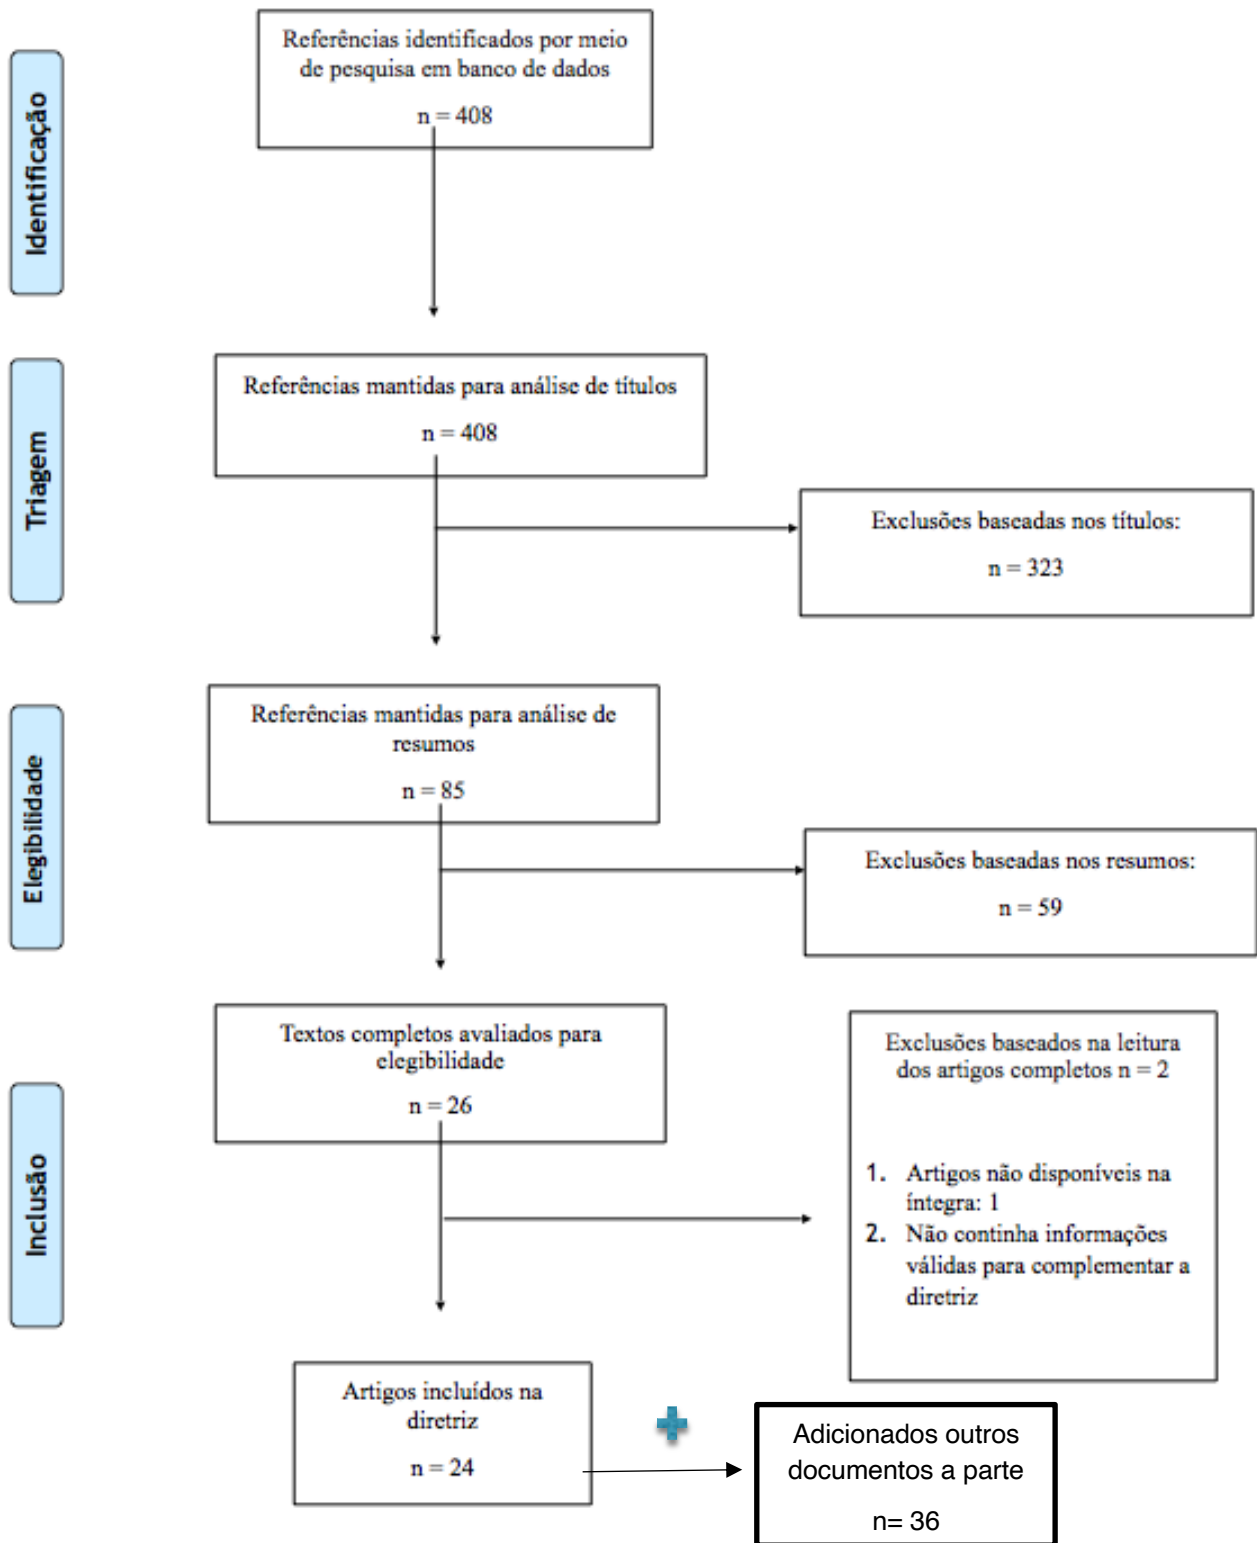 Identificação
Referências identificados por meio
de pesquisa em banco de dados
n = 408
Triagem
Referências mantidas para análise de títulos
n = 408
Exclusões baseadas nos títulos:
n = 323
Elegibilidade
Referências mantidas para análise de
resumos
n = 85
Exclusões baseadas nos resumos:
n = 59
Inclusão
Textos completos avaliados para
elegibilidade
n = 26
Exclusões baseados na leitura
dos artigos completos n = 2
1. Artigos não disponíveis na
íntegra: 1
2. Não continha informações
válidas para complementar a
diretriz
Artigos incluídos na
diretriz
n = 24
Adicionados outros
documentos a parte
n= 36